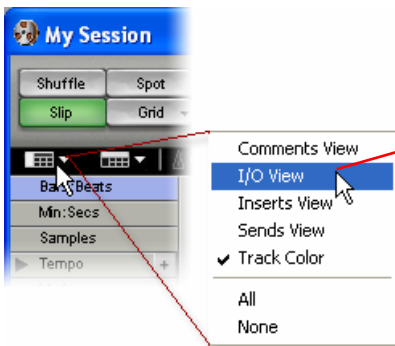 My Session
Shuffle Spot
Slip Grid
Bars:Beats
Min:Secs
Samples
Tempo +
Comments View
I/O View
Inserts View
Sends View
Track Color
All
None